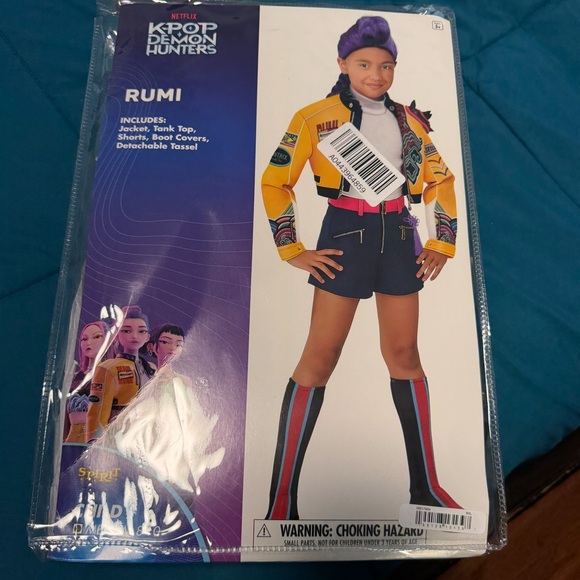 NETFLIX
K-POP
DEMON
HUNTERS
RUMI
INCLUDES:
Jacket, Tank Top,
Shorts, Boot Covers,
Detachable Tassel
A0443964859
SPIRIT
WARNING: CHOKING HAZARD
SMALL PARTS. NOT FOR CHILDREN UNDER 3 YEARS OF AGE.